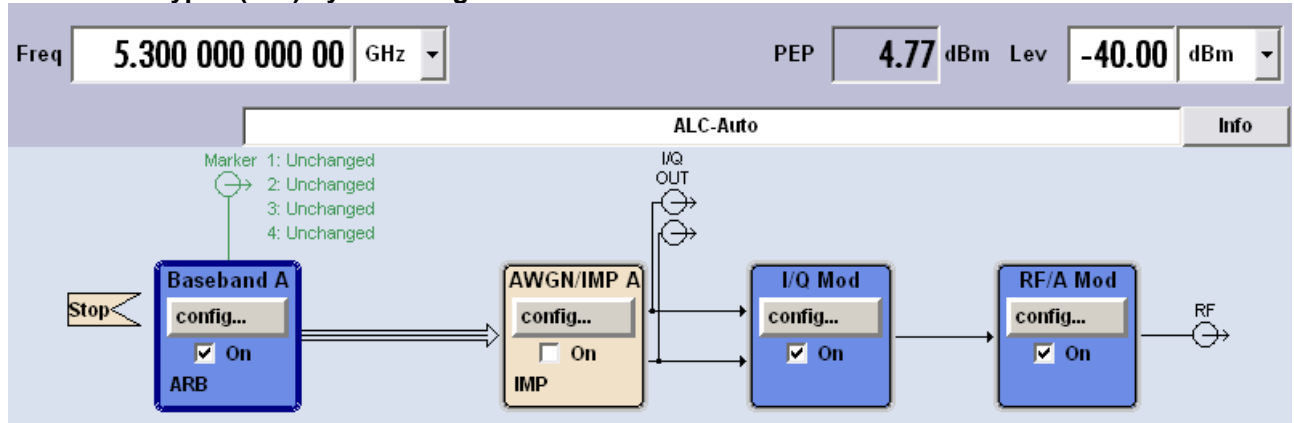 Freq 5.300 000 000 00 GHz PEP 4.77 dBm Lev -40.00 dBm
ALC-Auto Info
Marker 1: Unchanged
2: Unchanged
3: Unchanged
4: Unchanged
I/Q
OUT
Baseband A AWGN/IMP A I/Q Mod RF/A Mod
Stop config... config... config... config... RF
On On On On
ARB IMP